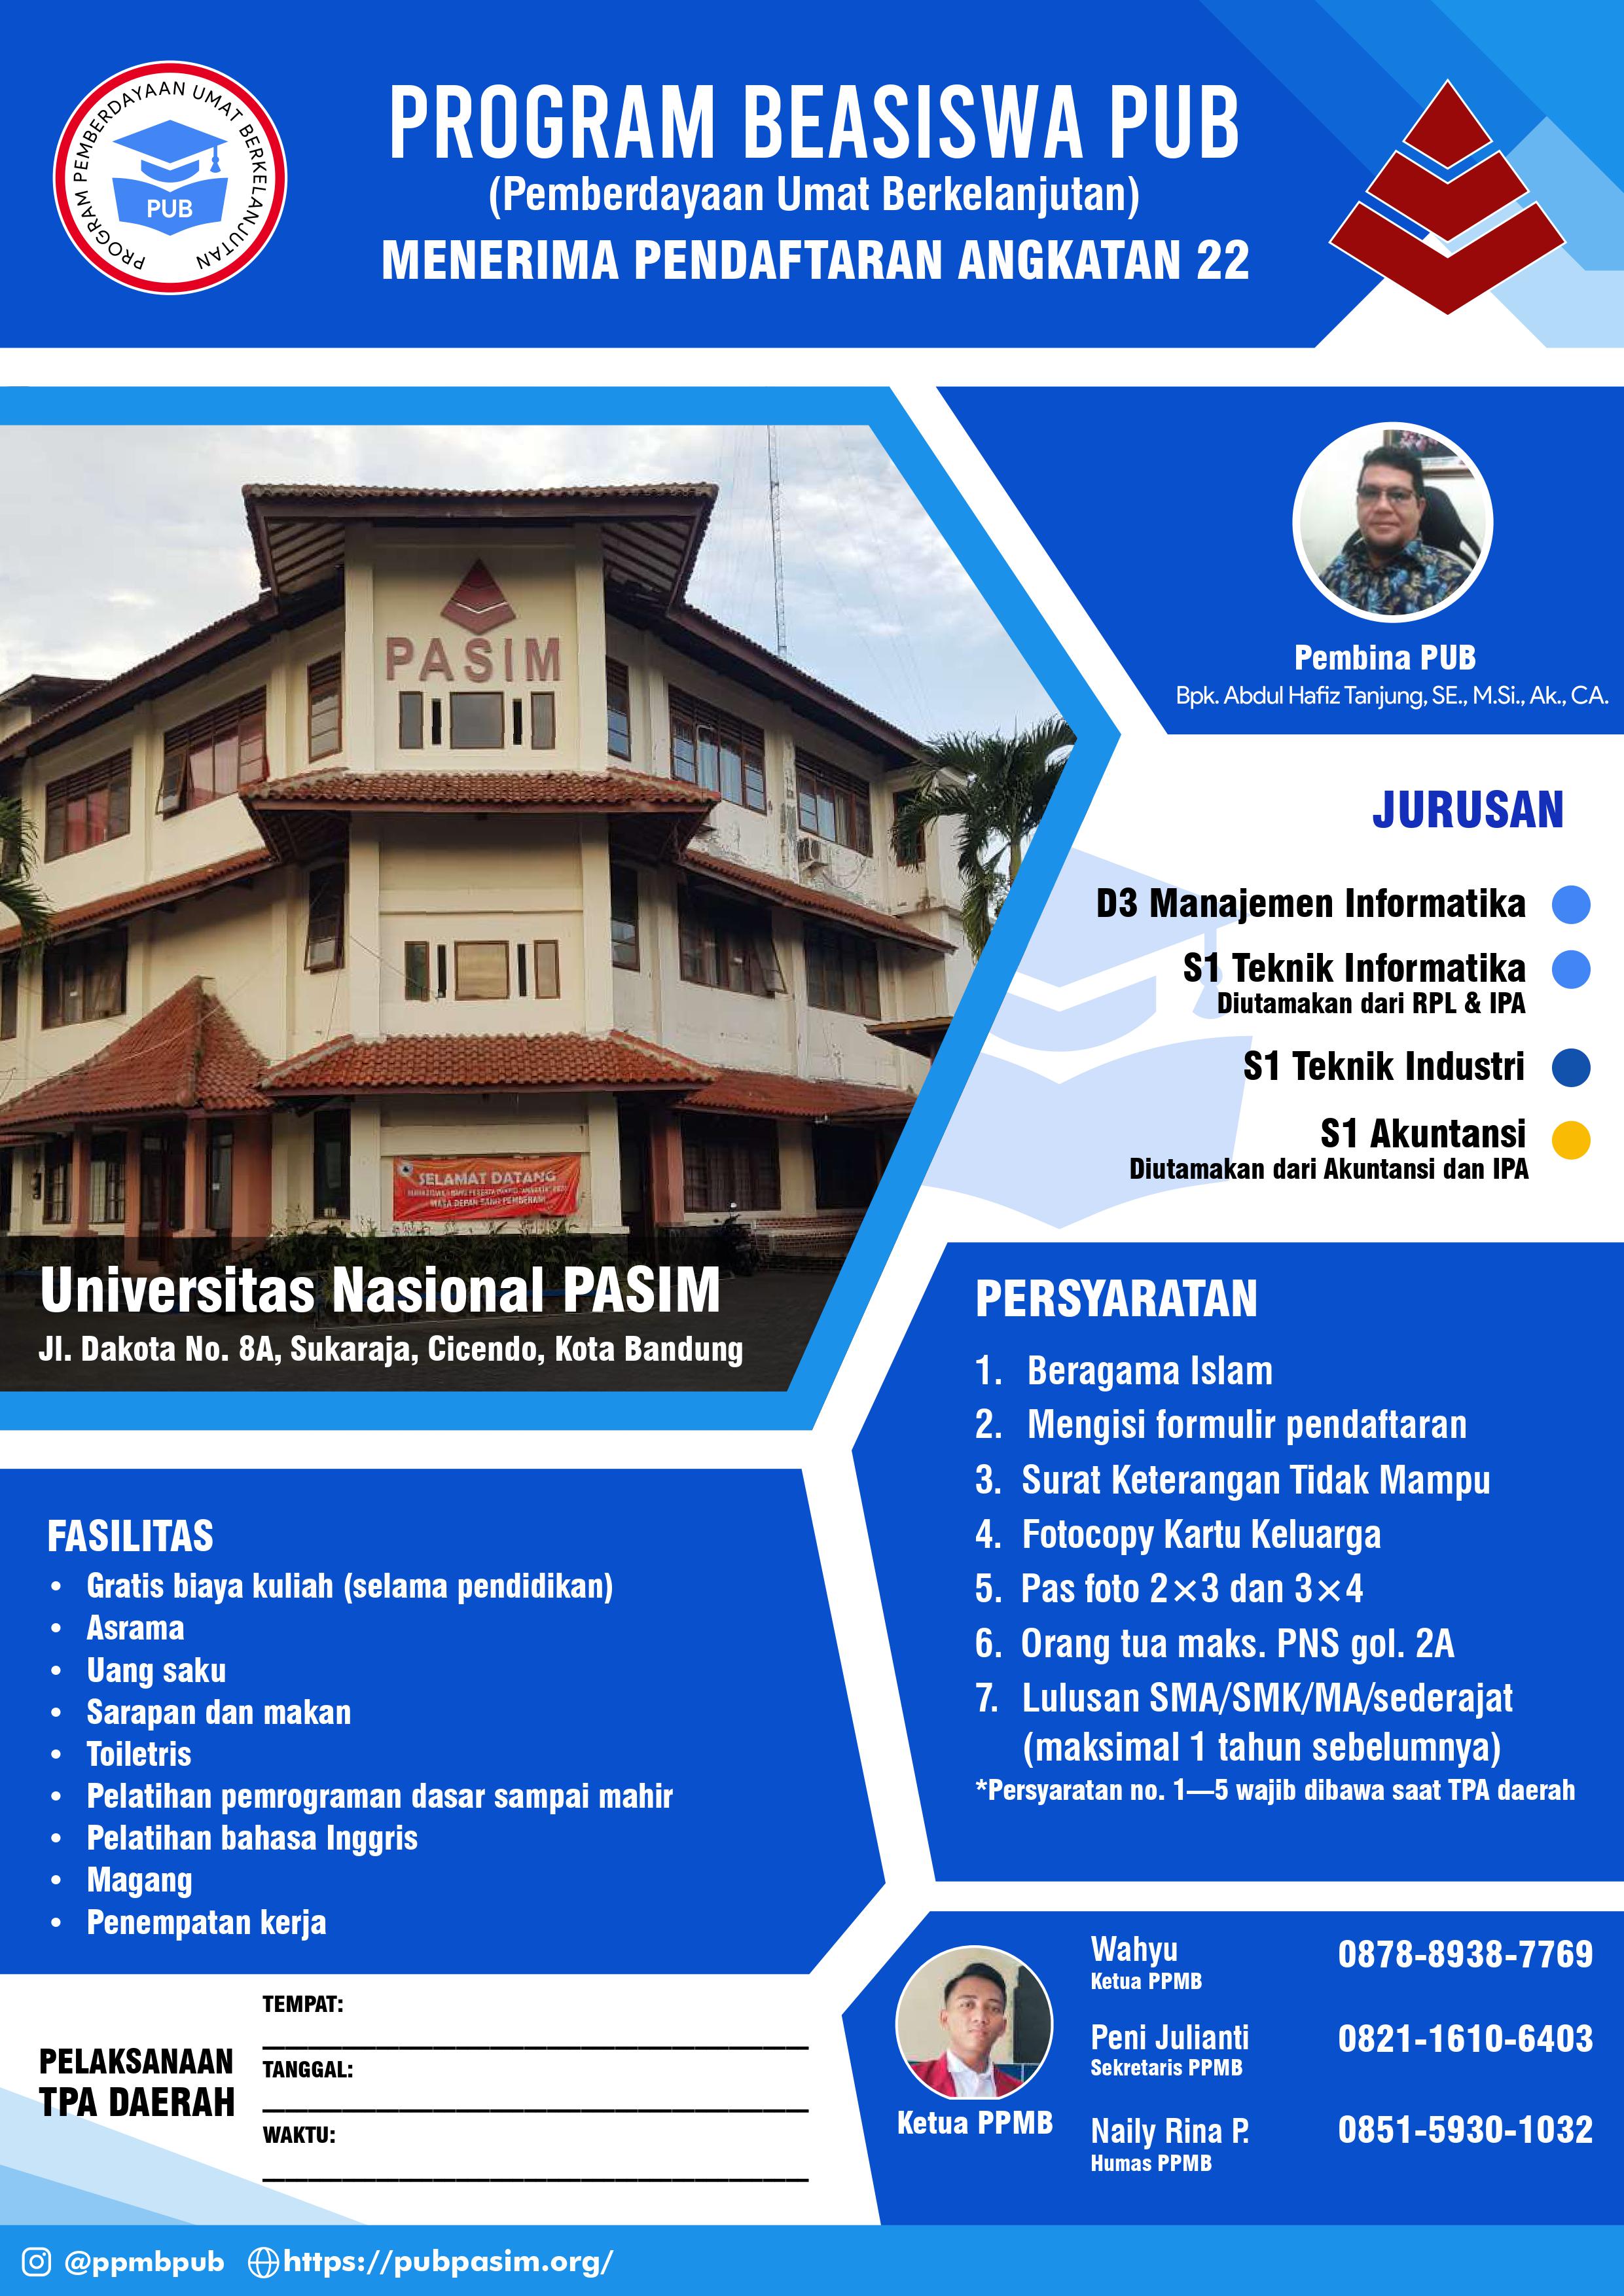 PROGRAM PEMBERDAYAAN UMAT BERKELANJUTAN
PUB
PROGRAM BEASISWA PUB
(Pemberdayaan Umat Berkelanjutan)
MENERIMA PENDAFTARAN ANGKATAN 22
PASIM
SELAMAT DATANG
MASA DEPAN SANG PEMBERANI
Universitas Nasional PASIM
Jl. Dakota No. 8A, Sukaraja, Cicendo, Kota Bandung
Pembina PUB
Bpk. Abdul Hafiz Tanjung, SE., M.Si., Ak., CA.
JURUSAN
D3 Manajemen Informatika
S1 Teknik Informatika
Diutamakan dari RPL & IPA
S1 Teknik Industri
S1 Akuntansi
Diutamakan dari Akuntansi dan IPA
PERSYARATAN
1. Beragama Islam
2. Mengisi formulir pendaftaran
3. Surat Keterangan Tidak Mampu
4. Fotocopy Kartu Keluarga
5. Pas foto 2×3 dan 3×4
6. Orang tua maks. PNS gol. 2A
7. Lulusan SMA/SMK/MA/sederajat
(maksimal 1 tahun sebelumnya)
*Persyaratan no. 1—5 wajib dibawa saat TPA daerah
FASILITAS
• Gratis biaya kuliah (selama pendidikan)
• Asrama
• Uang saku
• Sarapan dan makan
• Toiletris
• Pelatihan pemrograman dasar sampai mahir
• Pelatihan bahasa Inggris
• Magang
• Penempatan kerja
PELAKSANAAN
TPA DAERAH
TEMPAT:
TANGGAL:
WAKTU:
Ketua PPMB
Wahyu 0878-8938-7769
Ketua PPMB
Peni Julianti 0821-1610-6403
Sekretaris PPMB
Naily Rina P. 0851-5930-1032
Humas PPMB
@ppmbpub https://pubpasim.org/